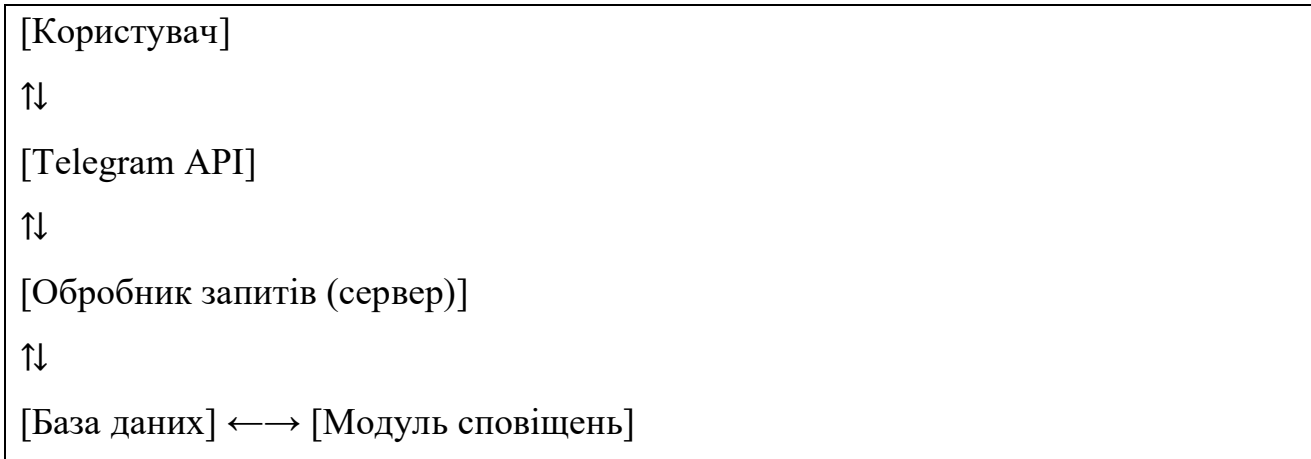 [Користувач]
⇅
[Telegram API]
⇅
[Обробник запитів (сервер)]
⇅
[База даних] ←→ [Модуль сповіщень]